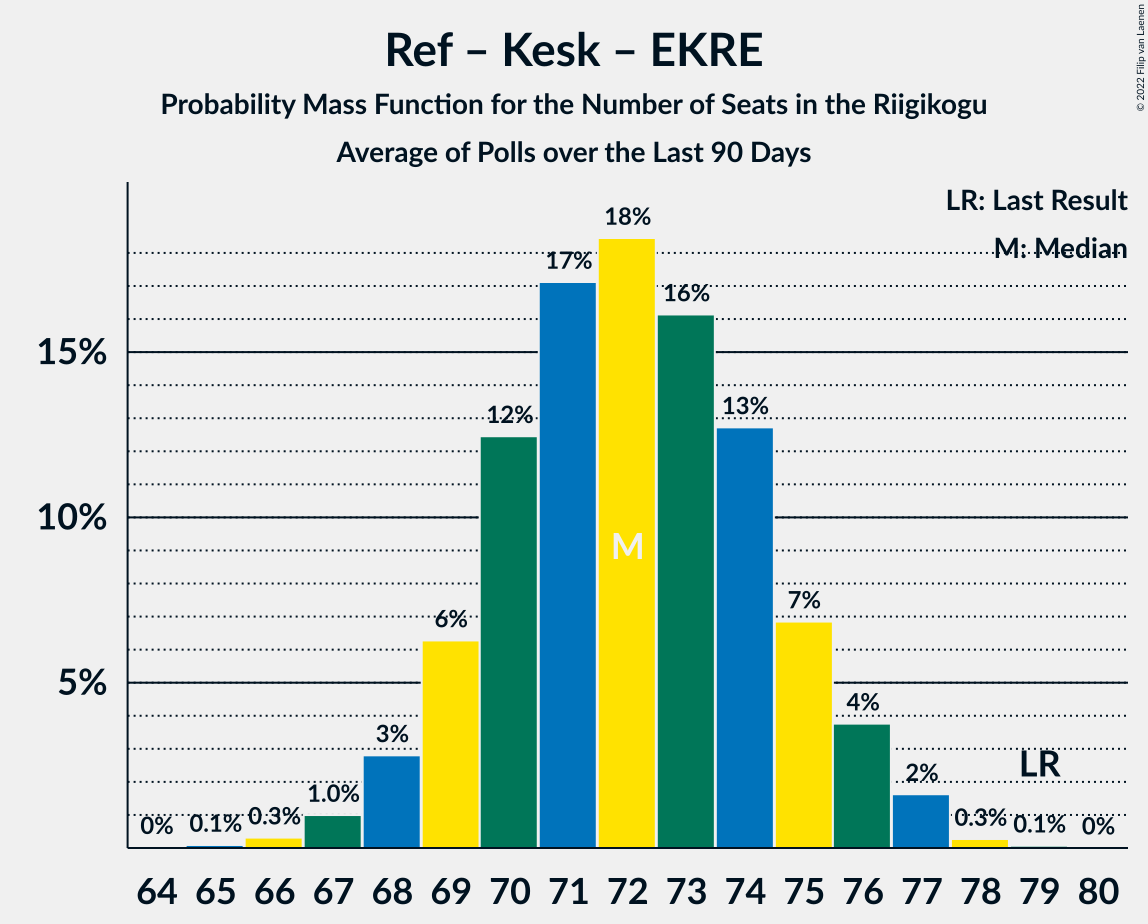 Ref – Kesk – EKRE
Probability Mass Function for the Number of Seats in the Riigikogu
Average of Polls over the Last 90 Days
© 2022 Filip van Laenen
LR: Last Result
M: Median
15%
10%
5%
0%
0.1%
0.3%
1.0%
3%
6%
12%
17%
18%
16%
13%
7%
4%
2%
0.3%
0.1%
0%
M
LR
64 65 66 67 68 69 70 71 72 73 74 75 76 77 78 79 80